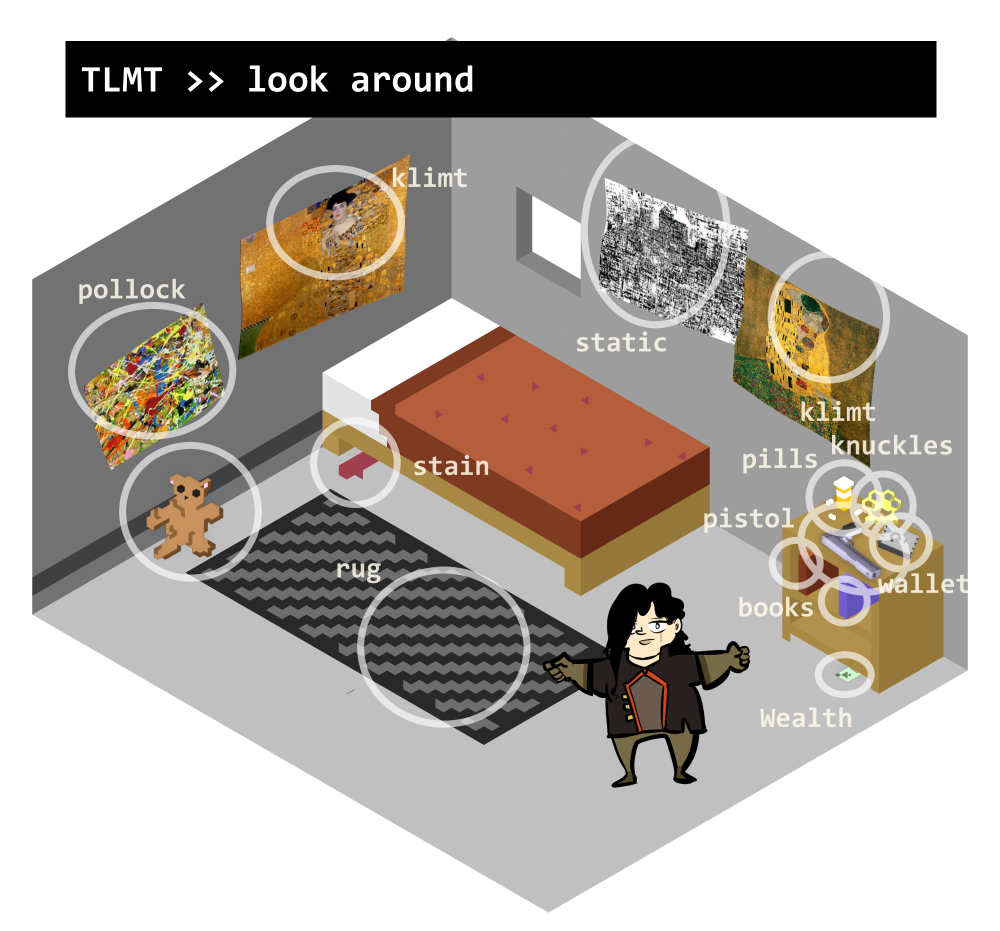 TLMT >> look around
klimt
pollock
static
klimt
knuckles
pills
stain
pistol
rug
wallet
books
Wealth